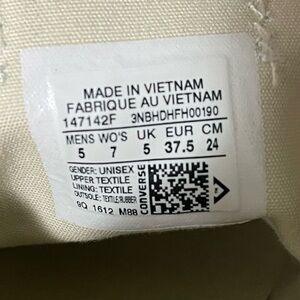 MADE IN VIETNAM
FABRIQUE AU VIETNAM
147142F 3NBHDHFH00190
MENS WO'S UK EUR CM
5 7 5 37.5 24
GENDER: UNISEX
UPPER: TEXTILE
LINING: TEXTILE
OUTSOLE: TEXTILE/RUBBER
9Q 1612 M88
CONVERSE